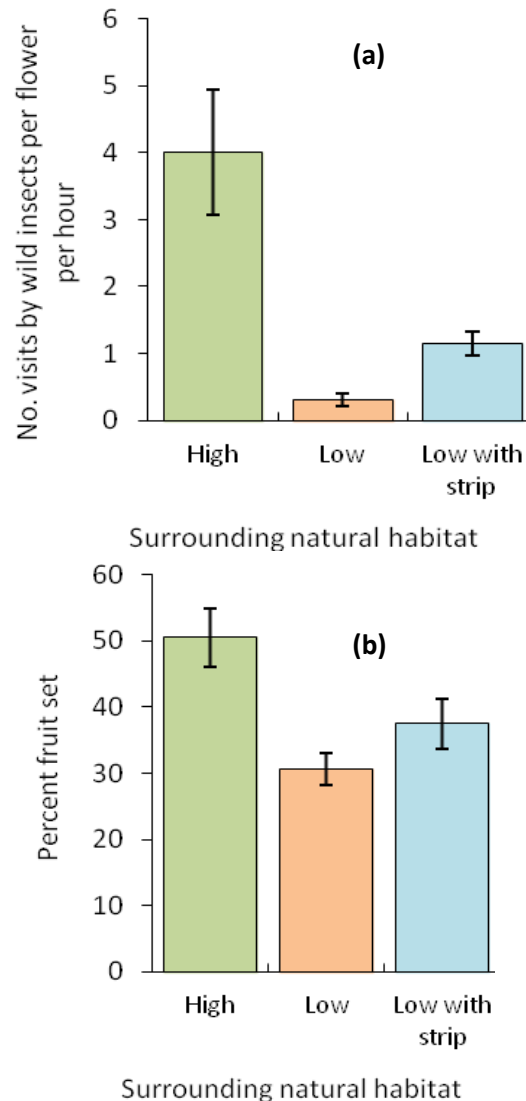 (a)
No. visits by wild insects per flower
per hour
6
5
4
3
2
1
0
High
Low
Low with
strip
Surrounding natural habitat
(b)
Percent fruit set
60
50
40
30
20
10
0
High
Low
Low with
strip
Surrounding natural habitat